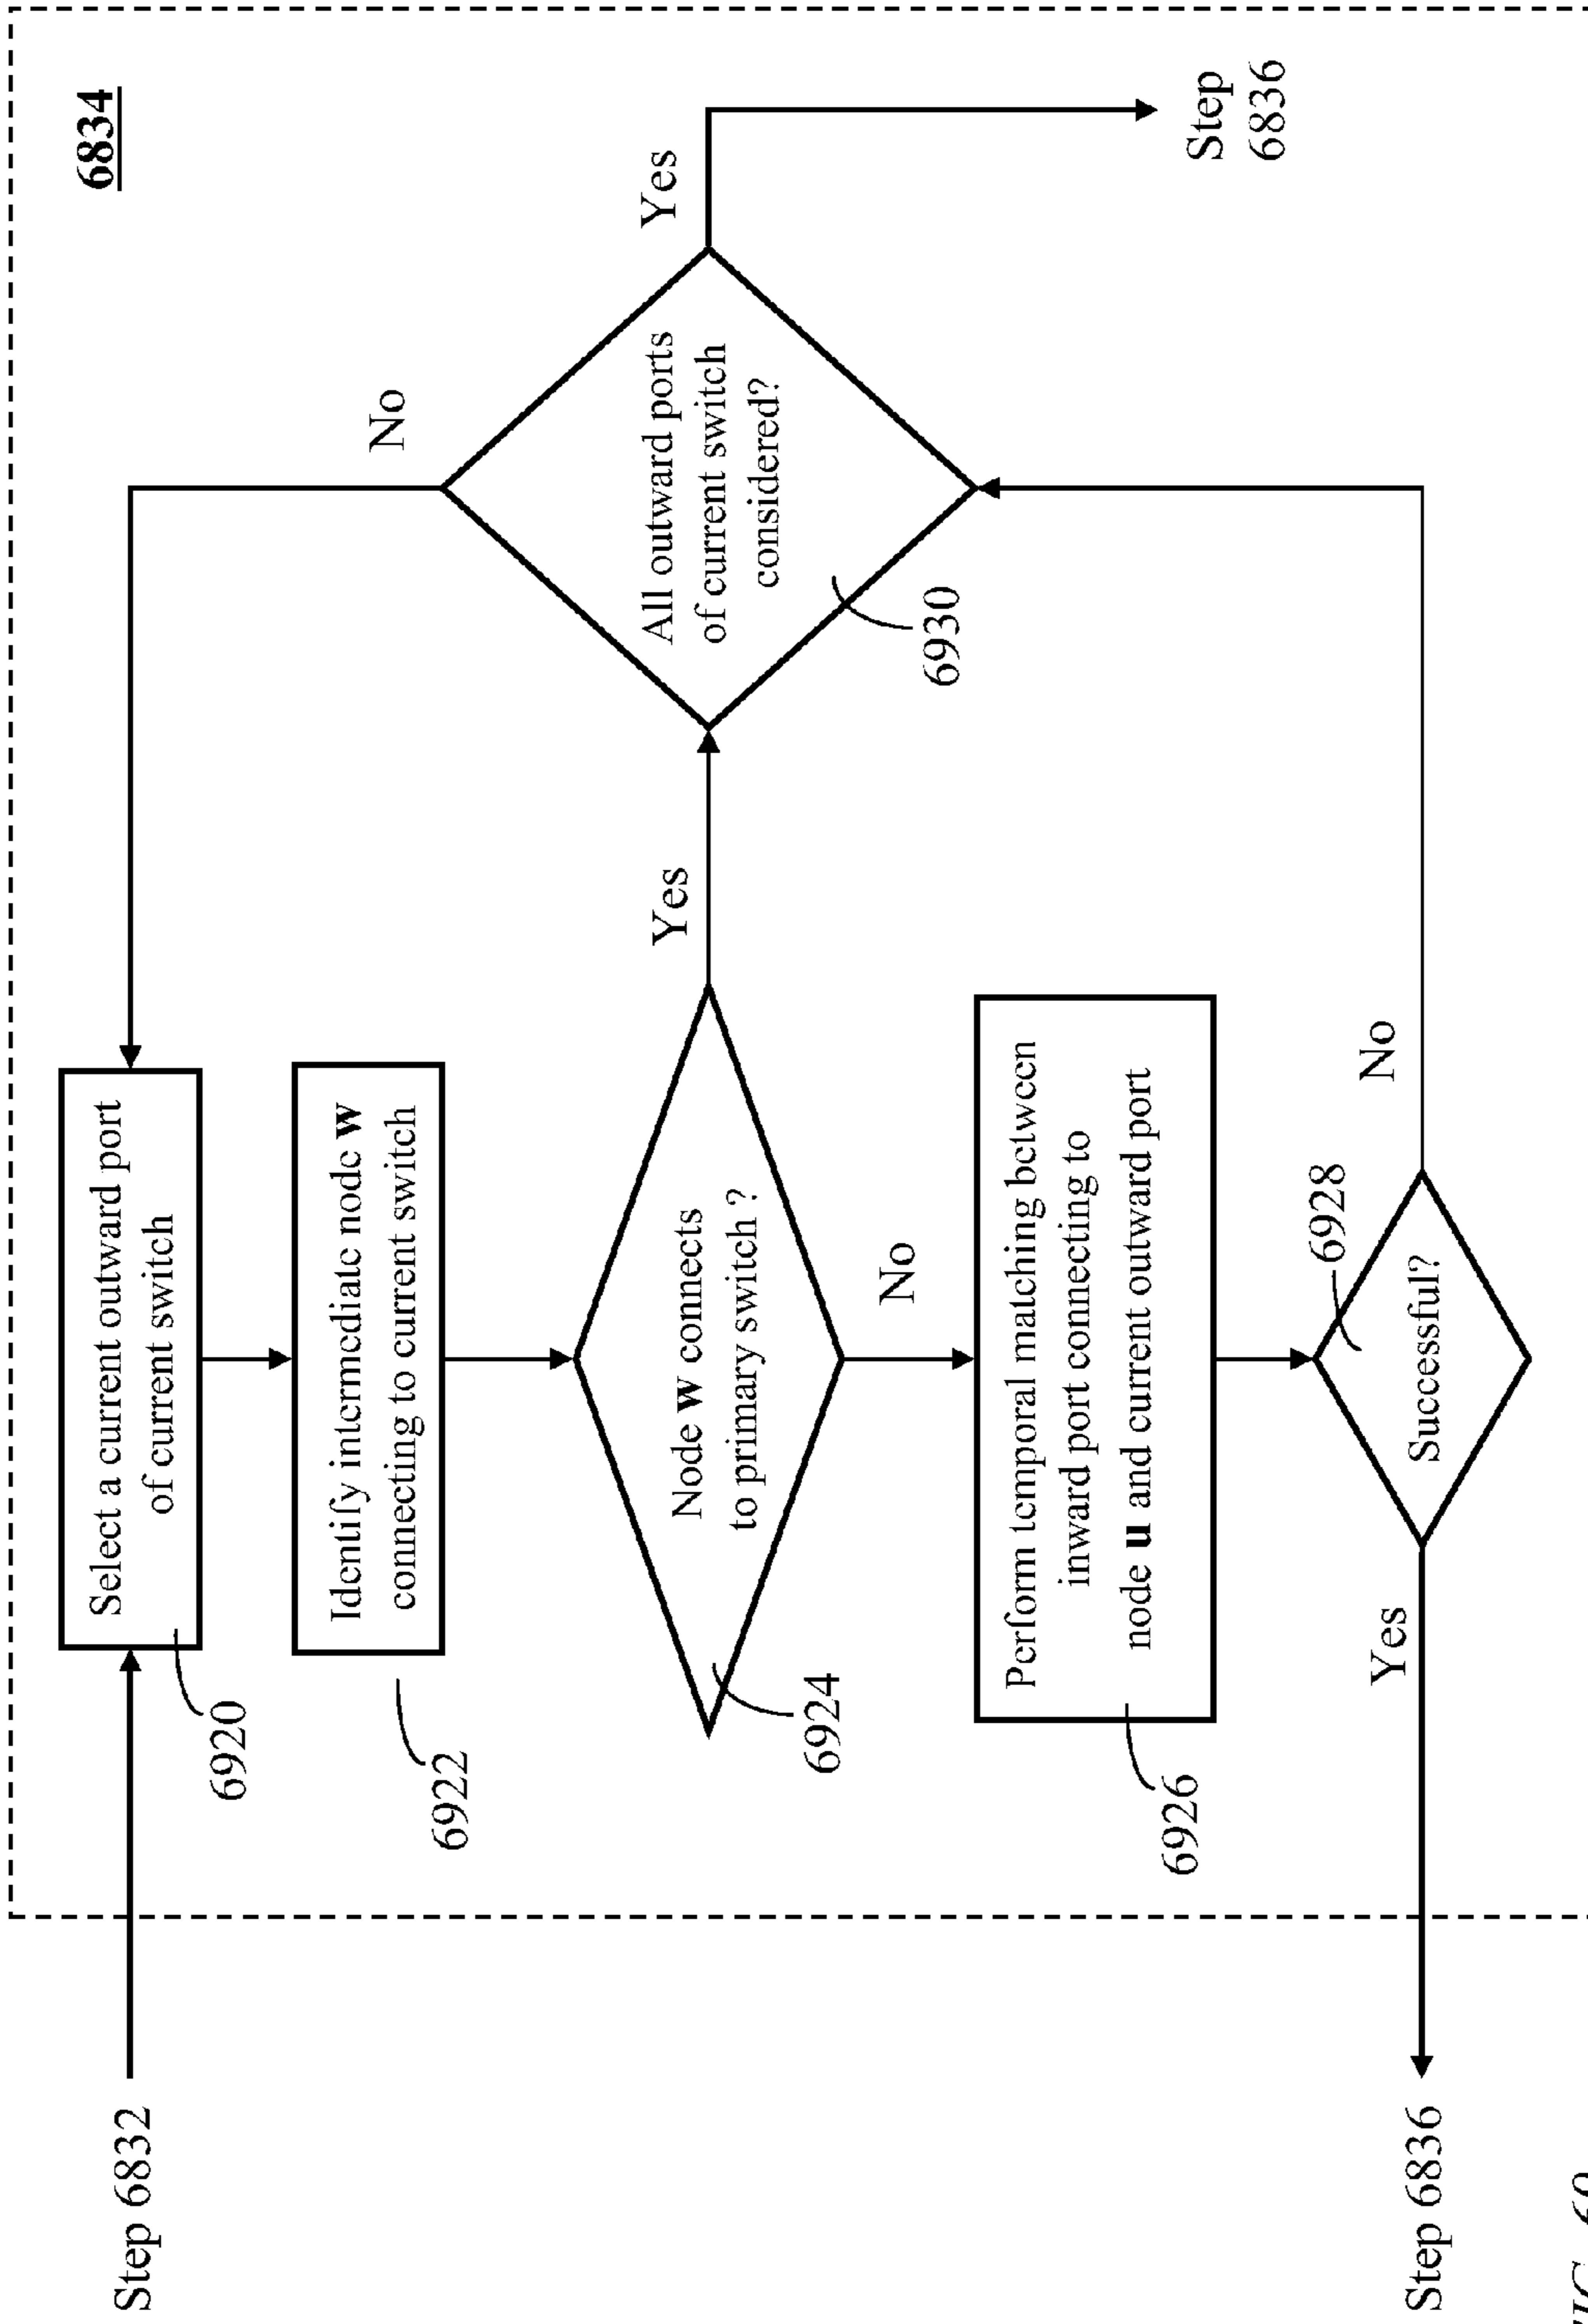 6834
Step 6832
Select a current outward port
of current switch
6920
Identify intermediate node w
connecting to current switch
6922
Node w connects
to primary switch ?
6924
Yes
No
All outward ports
of current switch
considered?
6930
No
Yes
Step
6836
Perform temporal matching between
inward port connecting to
node u and current outward port
6926
Successful?
6928
No
Yes
Step 6836